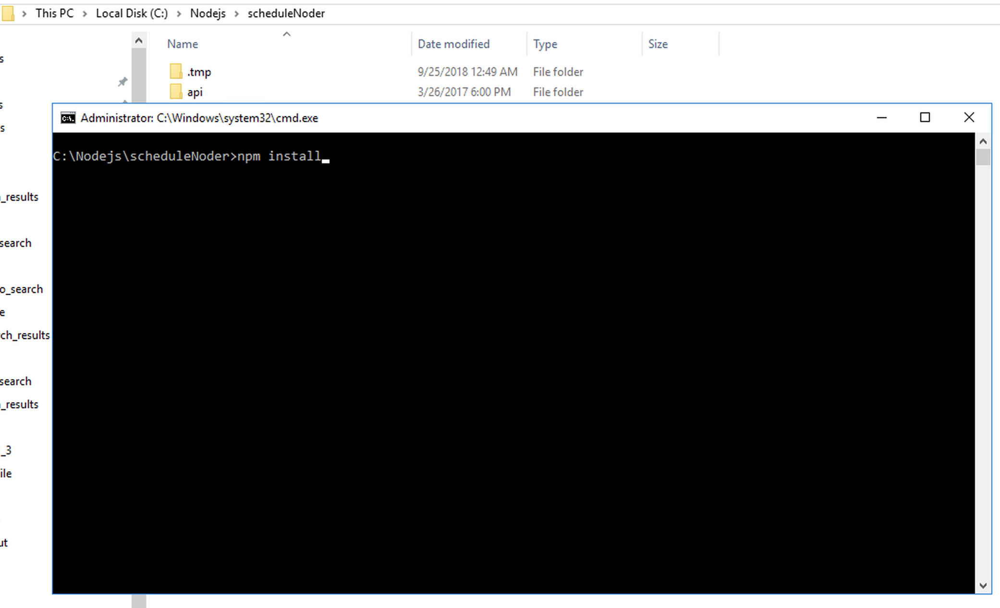 This PC > Local Disk (C:) > Nodejs > scheduleNoder
Name Date modified Type Size
.tmp 9/25/2018 12:49 AM File folder
api 3/26/2017 6:00 PM File folder
Administrator: C:\Windows\system32\cmd.exe
C:\Nodejs\scheduleNoder>npm install
_results
search
o_search
e
ch_results
search
_results
_3
ile
ut